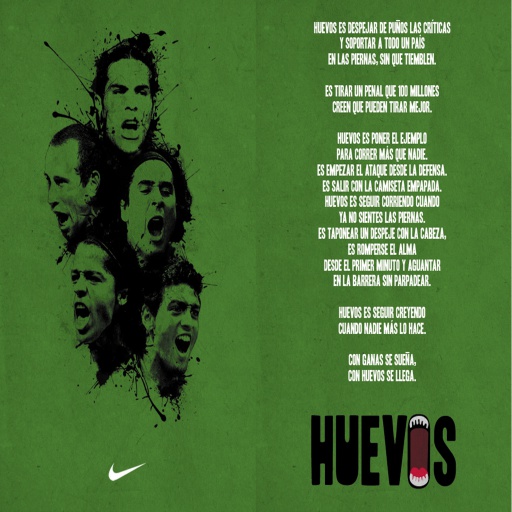 HUEVOS ES DESPEJAR DE PUÑOS LAS CRÍTICAS
Y SOPORTAR A TODO UN PAÍS
EN LAS PIERNAS, SIN QUE TIEMBLEN.
ES TIRAR UN PENAL QUE 100 MILLONES
CREEN QUE PUEDEN TIRAR MEJOR.
HUEVOS ES PONER EL EJEMPLO
PARA CORRER MÁS QUE NADIE.
ES EMPEZAR EL ATAQUE DESDE LA DEFENSA.
ES SALIR CON LA CAMISETA EMPAPADA.
HUEVOS ES SEGUIR CORRIENDO CUANDO
YA NO SIENTES LAS PIERNAS.
ES TAPONEAR UN DESPEJE CON LA CABEZA,
ES ROMPERSE EL ALMA
DESDE EL PRIMER MINUTO Y AGUANTAR
EN LA BARRERA SIN PARPADEAR.
HUEVOS ES SEGUIR CREYENDO
CUANDO NADIE MÁS LO HACE.
CON GANAS SE SUEÑA,
CON HUEVOS SE LLEGA.
HUEVOS